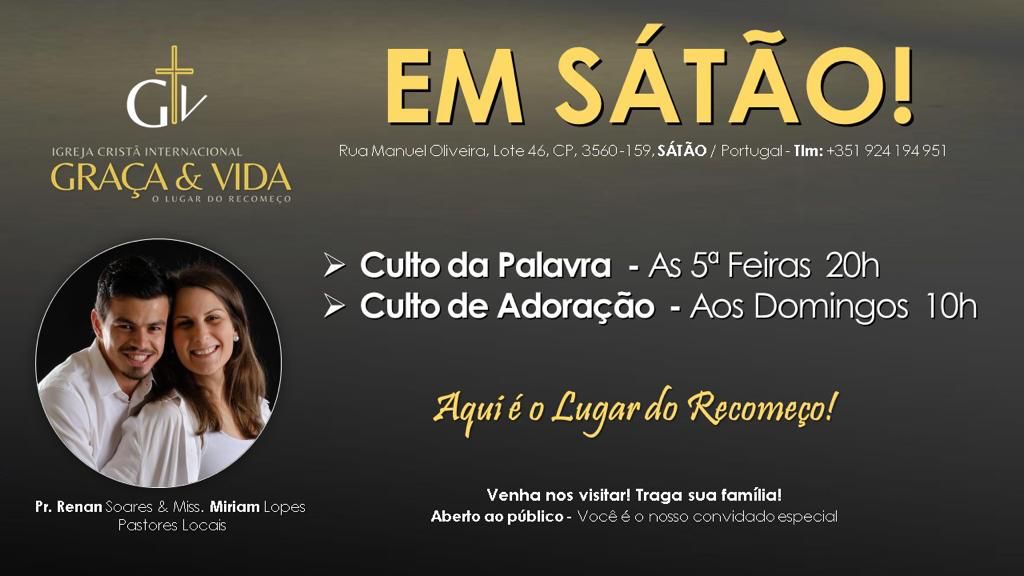 GTV
IGREJA CRISTÃ INTERNACIONAL
GRAÇA & VIDA
O LUGAR DO RECOMEÇO
EM SÁTÃO!
Rua Manuel Oliveira, Lote 46, CP, 3560-159, SÁTÃO / Portugal - Tlm: +351 924 194 951
➢ Culto da Palavra - As 5ª Feiras 20h
➢ Culto de Adoração - Aos Domingos 10h
Aqui é o Lugar do Recomeço!
Pr. Renan Soares & Miss. Miriam Lopes
Pastores Locais
Venha nos visitar! Traga sua família!
Aberto ao público - Você é o nosso convidado especial